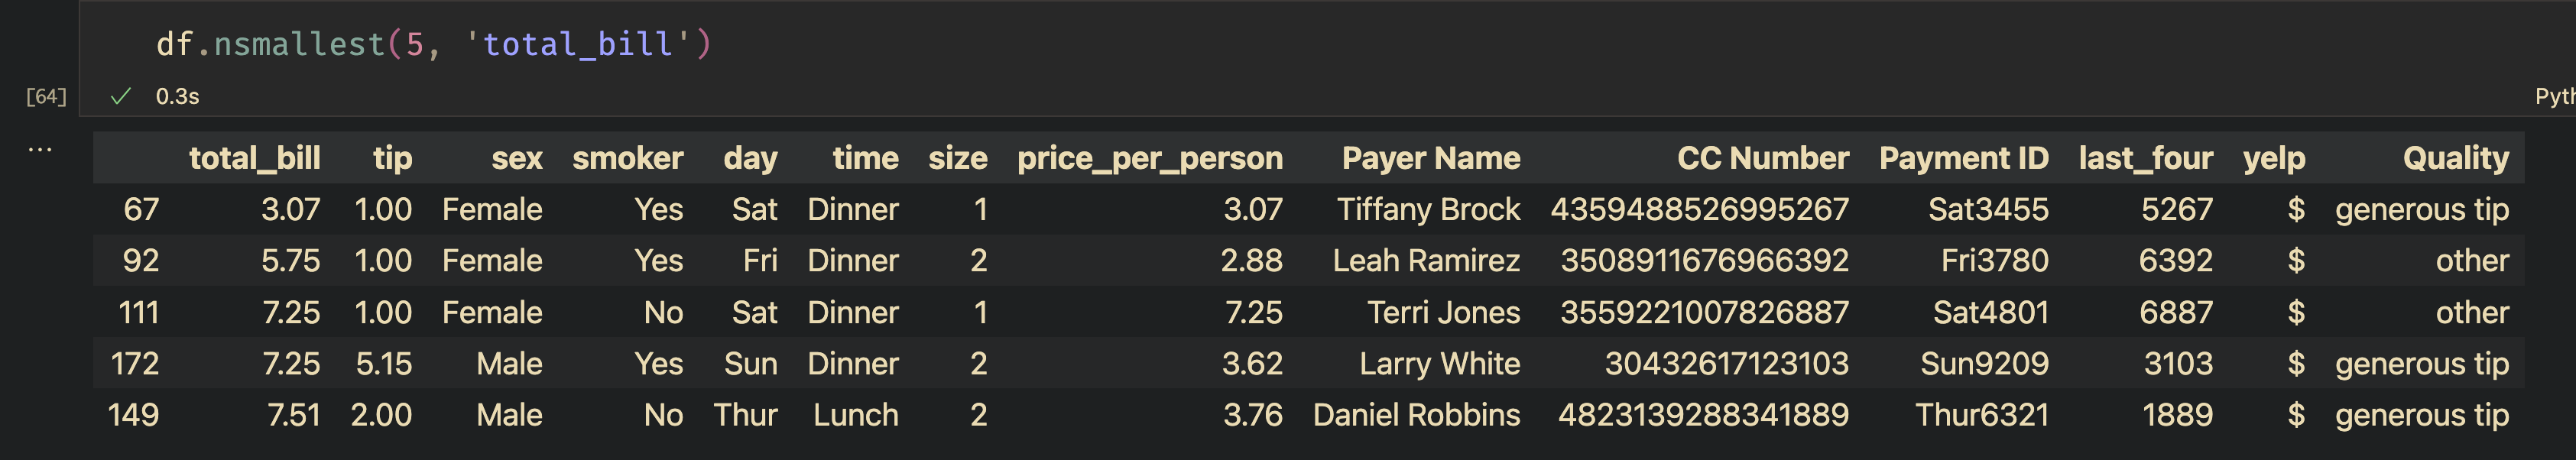 df.nsmallest(5, 'total_bill')
[64] ✓ 0.3s Pyth
...
total_bill tip sex smoker day time size price_per_person Payer Name CC Number Payment ID last_four yelp Quality
67 3.07 1.00 Female Yes Sat Dinner 1 3.07 Tiffany Brock 4359488526995267 Sat3455 5267 $ generous tip
92 5.75 1.00 Female Yes Fri Dinner 2 2.88 Leah Ramirez 3508911676966392 Fri3780 6392 $ other
111 7.25 1.00 Female No Sat Dinner 1 7.25 Terri Jones 3559221007826887 Sat4801 6887 $ other
172 7.25 5.15 Male Yes Sun Dinner 2 3.62 Larry White 30432617123103 Sun9209 3103 $ generous tip
149 7.51 2.00 Male No Thur Lunch 2 3.76 Daniel Robbins 4823139288341889 Thur6321 1889 $ generous tip